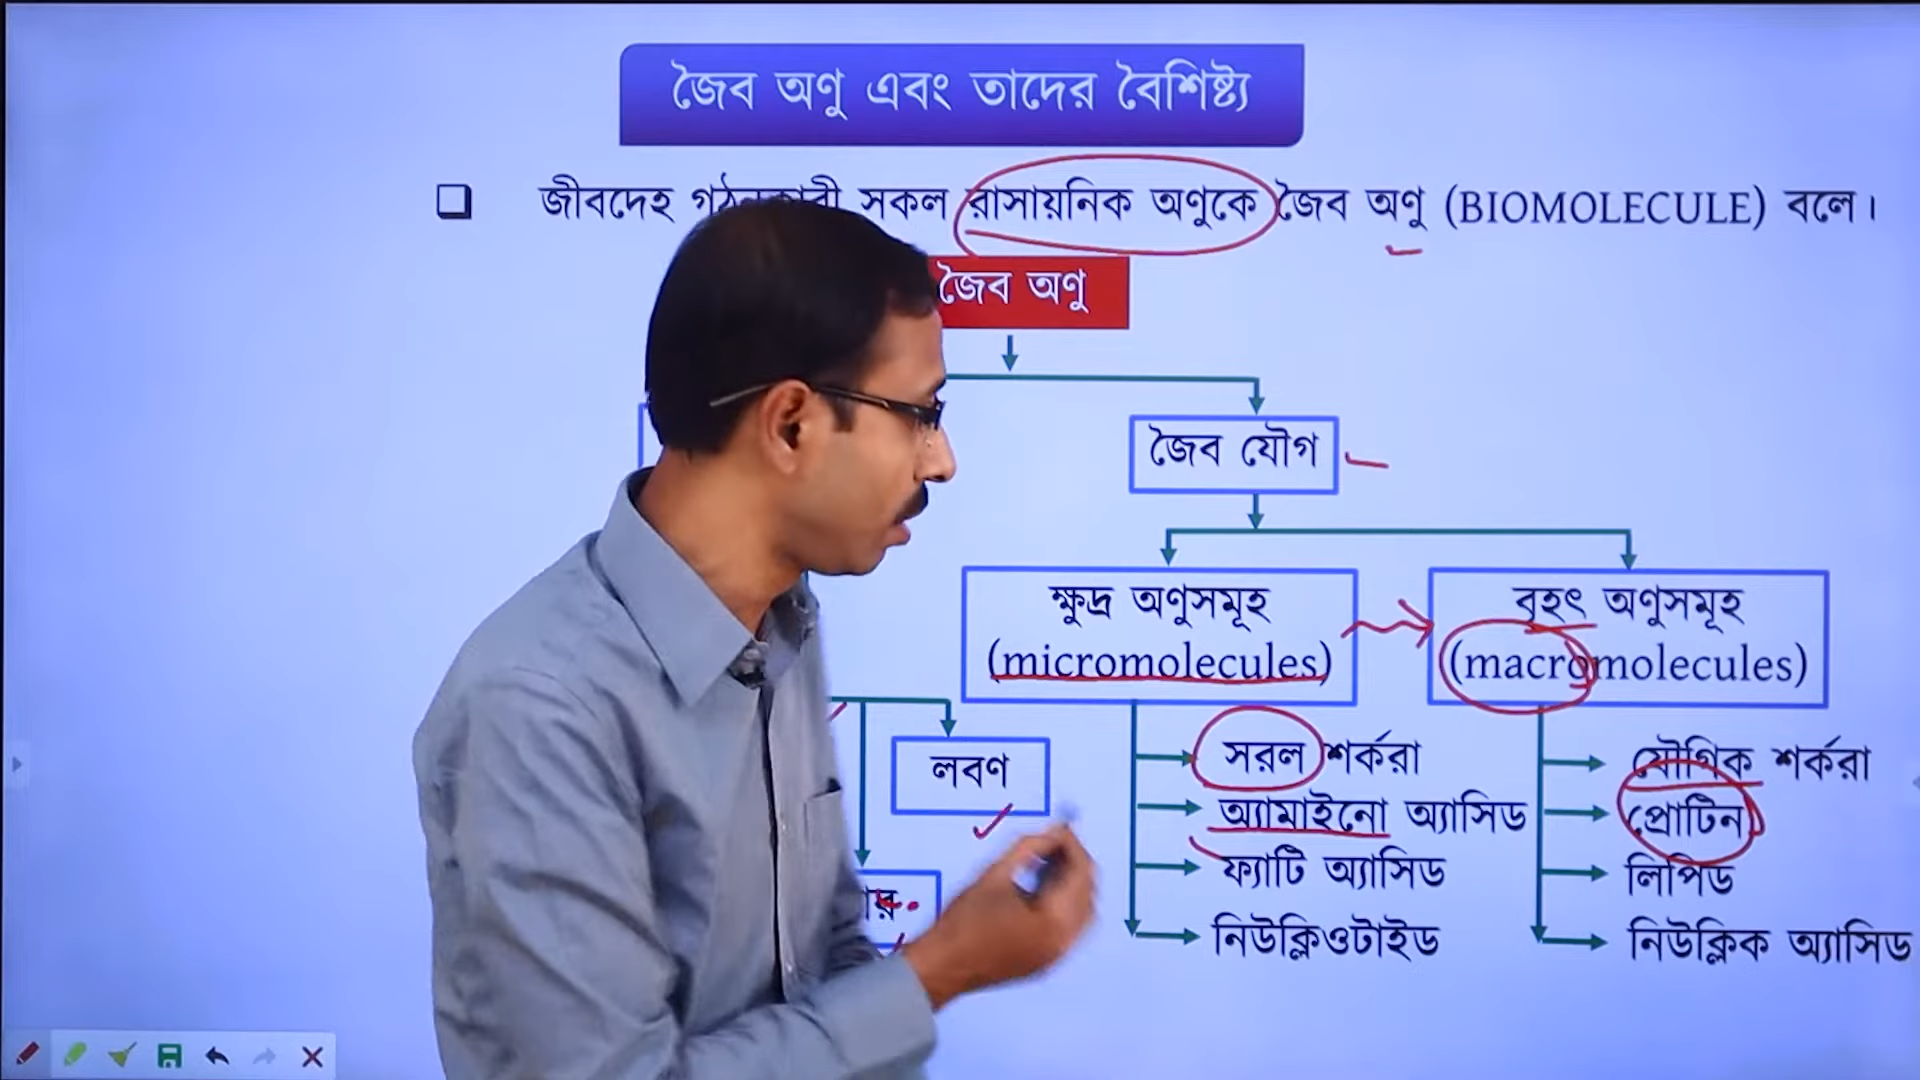 জৈব অণু এবং তাদের বৈশিষ্ট্য
জীবদেহ গঠনকারী সকল রাসায়নিক অণুকে জৈব অণু (BIOMOLECULE) বলে।
জৈব অণু
জৈব যৌগ
ক্ষুদ্র অণুসমূহ
(micromolecules)
বৃহৎ অণুসমূহ
(macromolecules)
লবণ
সরল শর্করা
অ্যামাইনো অ্যাসিড
ফ্যাটি অ্যাসিড
নিউক্লিওটাইড
যৌগিক শর্করা
প্রোটিন
লিপিড
নিউক্লিক অ্যাসিড